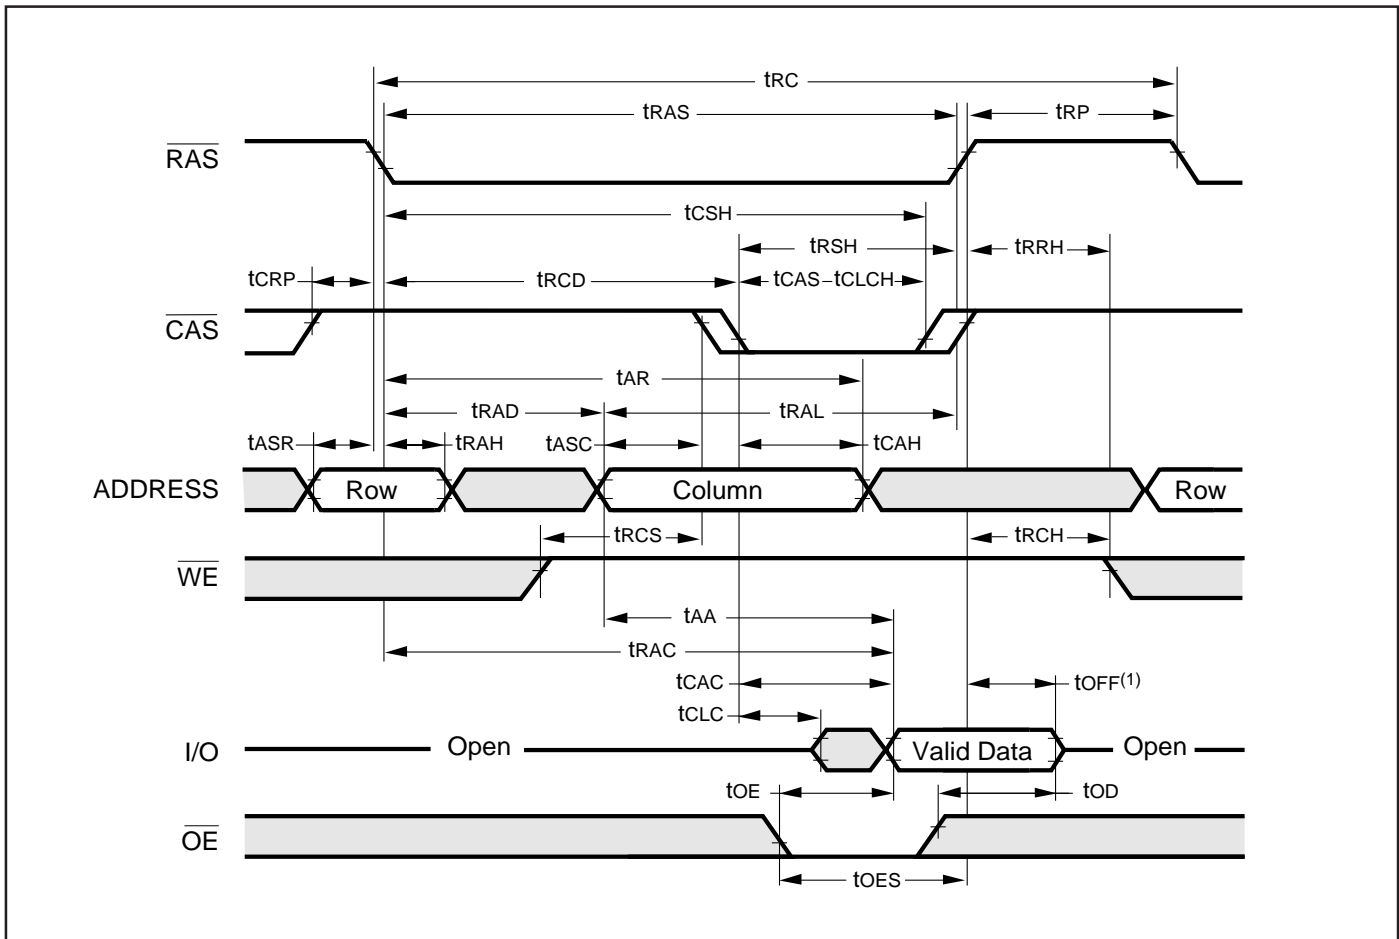 tRC
tRAS tRP
RAS
tCSH
tRSH tRRH
tCRP tRCD tCAS tCLCH
CAS
tAR
tRAD tRAL
tASR tRAH tASC tCAH
ADDRESS Row Column Row
tRCS tRCH
WE
tAA
tRAC
tCAC tOFF(1)
tCLC
I/O Open Valid Data Open
tOE tOD
OE
tOES